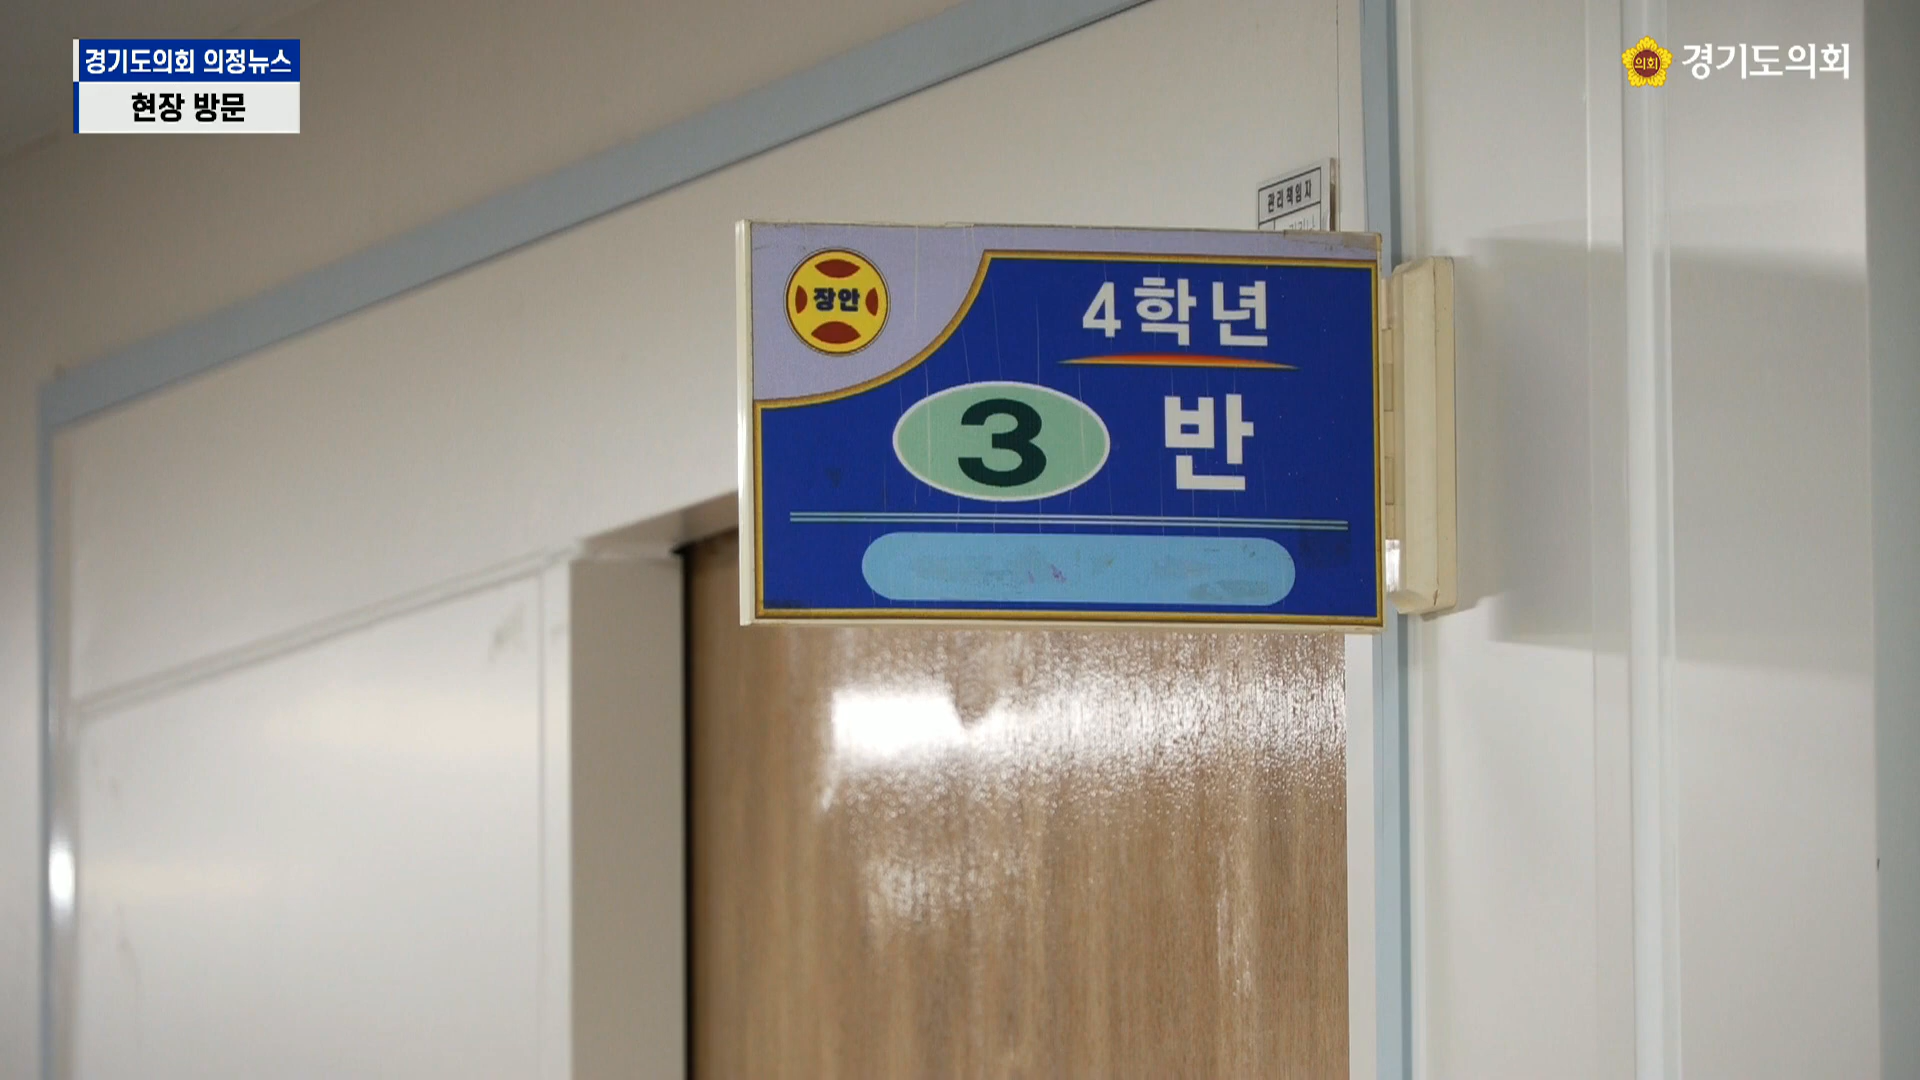 경기도의회 의정뉴스
현장 방문
의회 경기도의회
관리책임자
장안
4학년
3 반